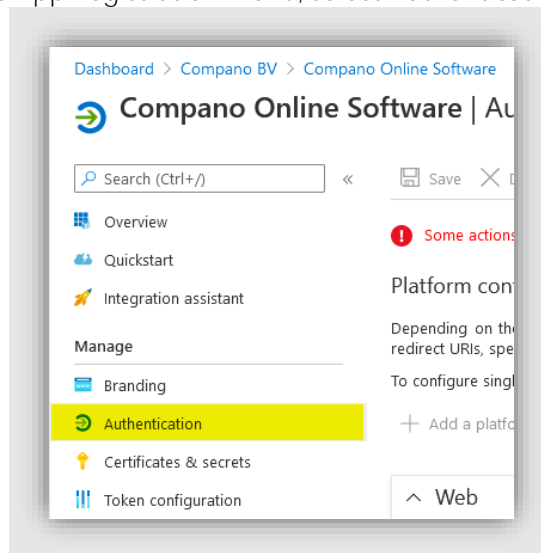 Dashboard > Compano BV > Compano Online Software
Compano Online Software | Au
Search (Ctrl+/)
«
Save
Overview
Quickstart
Integration assistant
Manage
Branding
Authentication
Certificates & secrets
Token configuration
Some actions
Platform con
Depending on the
redirect URIs, spe
To configure singl
Add a platfo
Web